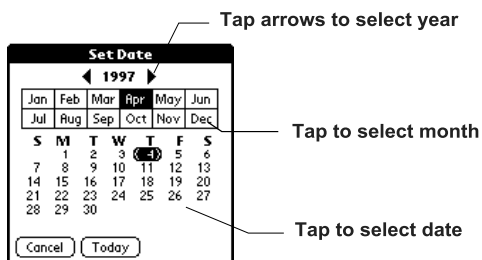 Tap arrows to select year
Set Date
1997
Jan Feb Mar Apr May Jun
Jul Aug Sep Oct Nov Dec
Tap to select month
S M T W T F S
1 2 3 4 5 6
7 8 9 10 11 12 13
14 15 16 17 18 19 20
21 22 23 24 25 26 27
28 29 30
Tap to select date
Cancel Today